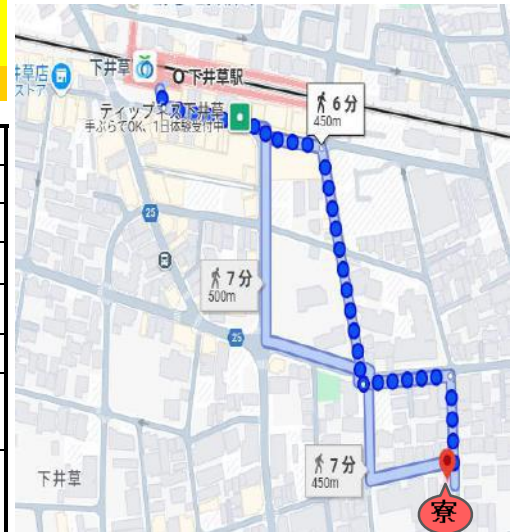 下井草
下井草駅
井草店
ストア
ティップネス下井草
手ぶらでOK、1日体験受付中
6分
450m
25
7分
500m
25
7分
450m
下井草
寮